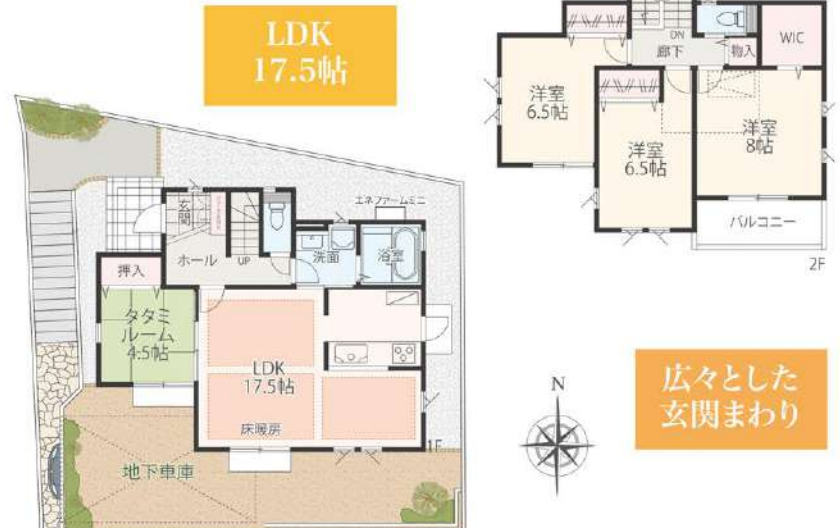 LDK
17.5帖
DN
廊下
物入
WIC
洋室
6.5帖
洋室
6.5帖
洋室
8帖
バルコニー
2F
エネファームミニ
玄関
ホール
UP
洗面
浴室
押入
タタミ
ルーム
4.5帖
LDK
17.5帖
床暖房
1F
地下車庫
N
広々とした
玄関まわり